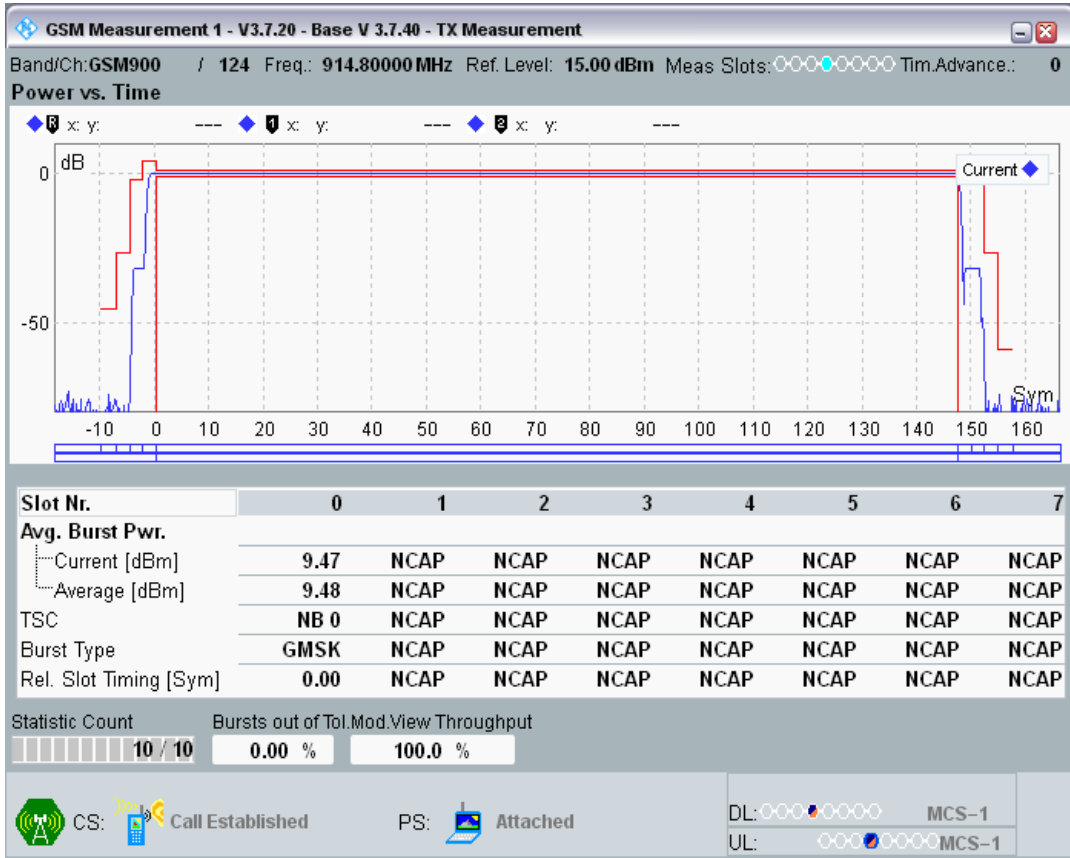 GSM Measurement 1 - V3.7.20 - Base V 3.7.40 - TX Measurement
Band/Ch:GSM900 / 124 Freq.: 914.80000 MHz Ref. Level: 15.00 dBm Meas Slots: Tim.Advance.: 0
Power vs. Time
R x: y: --- 1 x: y: --- 2 x: y: ---
dB
Current
0
-50
Sym
-10 0 10 20 30 40 50 60 70 80 90 100 110 120 130 140 150 160
Slot Nr. 0 1 2 3 4 5 6 7
Avg. Burst Pwr.
Current [dBm] 9.47 NCAP NCAP NCAP NCAP NCAP NCAP NCAP
Average [dBm] 9.48 NCAP NCAP NCAP NCAP NCAP NCAP NCAP
TSC NB 0 NCAP NCAP NCAP NCAP NCAP NCAP NCAP
Burst Type GMSK NCAP NCAP NCAP NCAP NCAP NCAP NCAP
Rel. Slot Timing [Sym] 0.00 NCAP NCAP NCAP NCAP NCAP NCAP NCAP
Statistic Count Bursts out of Tol. Mod.View Throughput
10 / 10 0.00 % 100.0 %
CS: Call Established PS: Attached
DL: MCS-1
UL: MCS-1